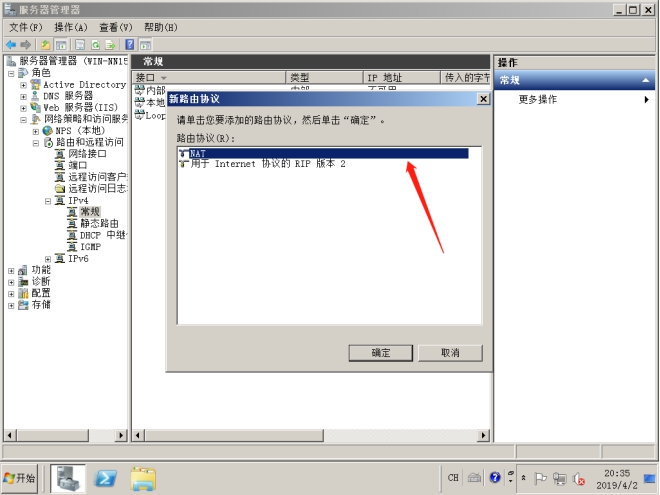 服务器管理器
文件(F) 操作(A) 查看(V) 帮助(H)
服务器管理器 (WIN-NN15
角色
Active Directory
DNS 服务器
Web 服务器(IIS)
网络策略和访问服务
NPS (本地)
路由和远程访问
网络接口
端口
远程访问客户
远程访问日志
IPv4
常规
静态路由
DHCP 中继
IGMP
IPv6
功能
诊断
配置
存储
常规
接口 类型 IP 地址 传入的字节
内部
本地
Loop
新路由协议
请单击您要添加的路由协议，然后单击“确定”。
路由协议(R):
NAT
用于 Internet 协议的 RIP 版本 2
确定 取消
操作
常规
更多操作
开始
CH
20:35
2019/4/2